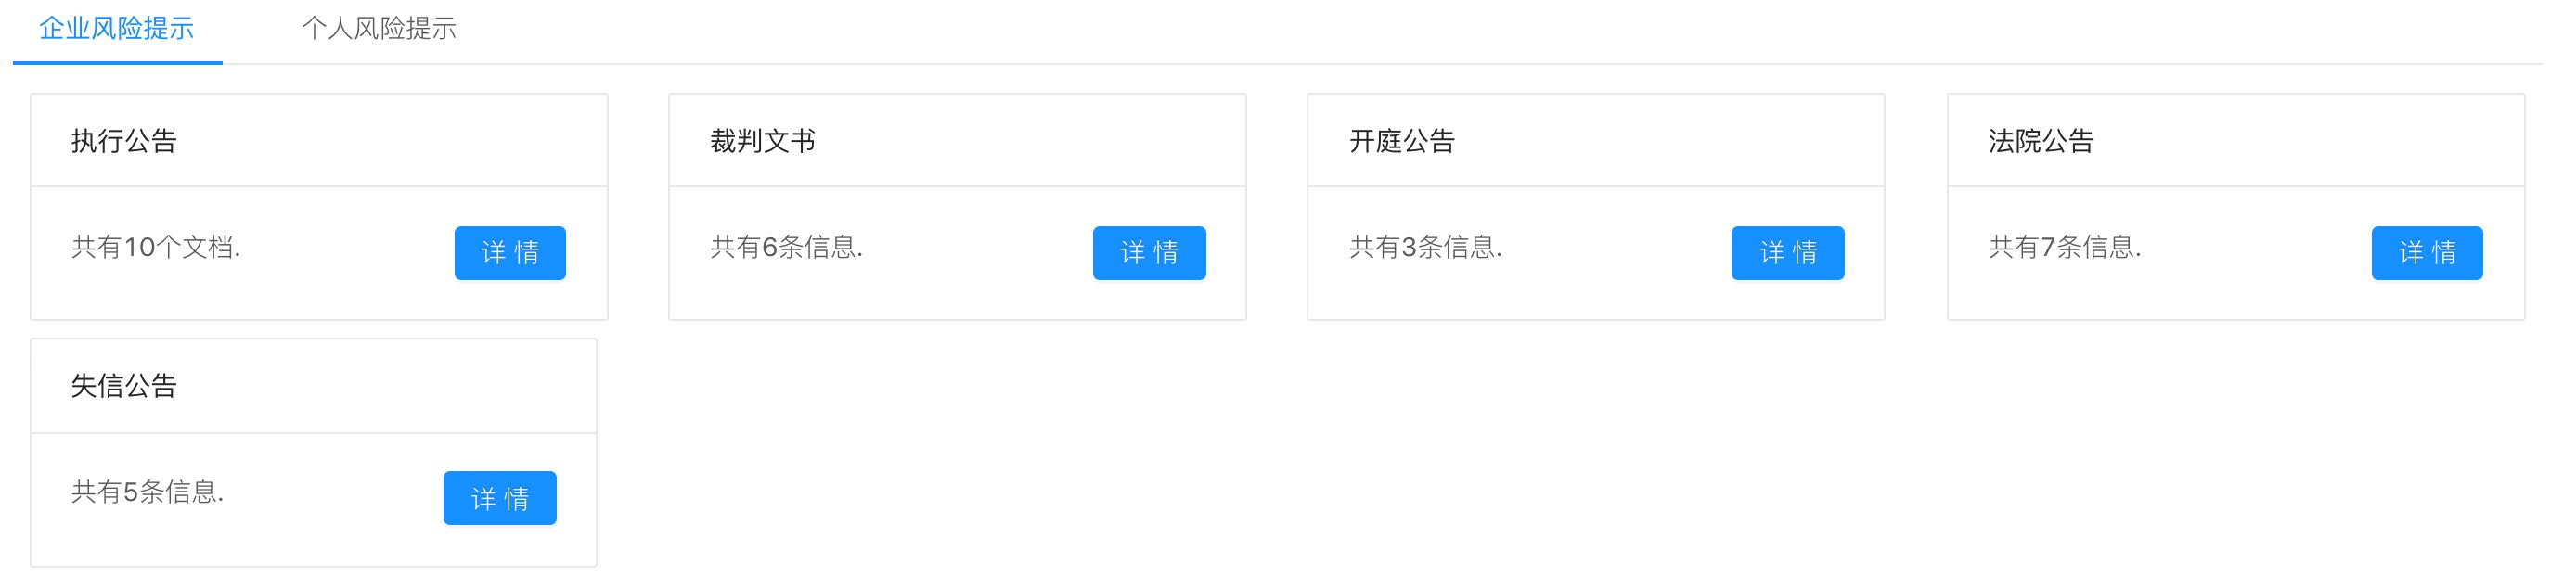 企业风险提示 个人风险提示
执行公告 裁判文书 开庭公告 法院公告
共有10个文档. 详 情 共有6条信息. 详 情 共有3条信息. 详 情 共有7条信息. 详 情
失信公告
共有5条信息. 详 情